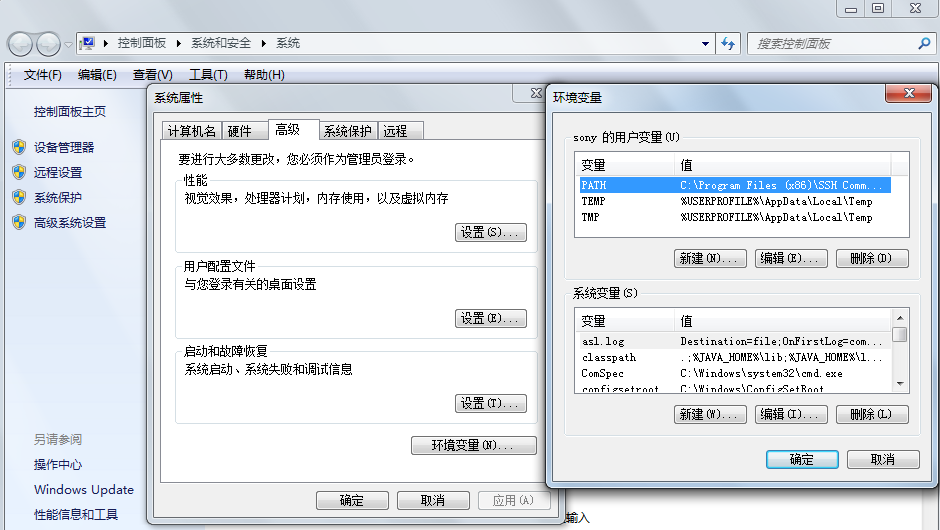 控制面板 系统和安全 系统 搜索控制面板
文件(F) 编辑(E) 查看(V) 工具(T) 帮助(H)
控制面板主页
设备管理器
远程设置
系统保护
高级系统设置
另请参阅
操作中心
Windows Update
性能信息和工具
系统属性
计算机名 硬件 高级 系统保护 远程
要进行大多数更改，您必须作为管理员登录。
性能
视觉效果，处理器计划，内存使用，以及虚拟内存
设置(S)...
用户配置文件
与您登录有关的桌面设置
设置(E)...
启动和故障恢复
系统启动、系统失败和调试信息
设置(T)...
环境变量(N)...
确定 取消 应用(A)
环境变量
sony 的用户变量(U)
变量 值
PATH C:\Program Files (x86)\SSH Comm...
TEMP %USERPROFILE%\AppData\Local\Temp
TMP %USERPROFILE%\AppData\Local\Temp
新建(N)... 编辑(E)... 删除(D)
系统变量(S)
变量 值
asl.log Destination=file;OnFirstLog=com...
classpath .;%JAVA_HOME%\lib;%JAVA_HOME%\l...
ComSpec C:\Windows\system32\cmd.exe
configsetroot C:\Windows\ConfigSetRoot
新建(W)... 编辑(I)... 删除(L)
确定 取消
输入